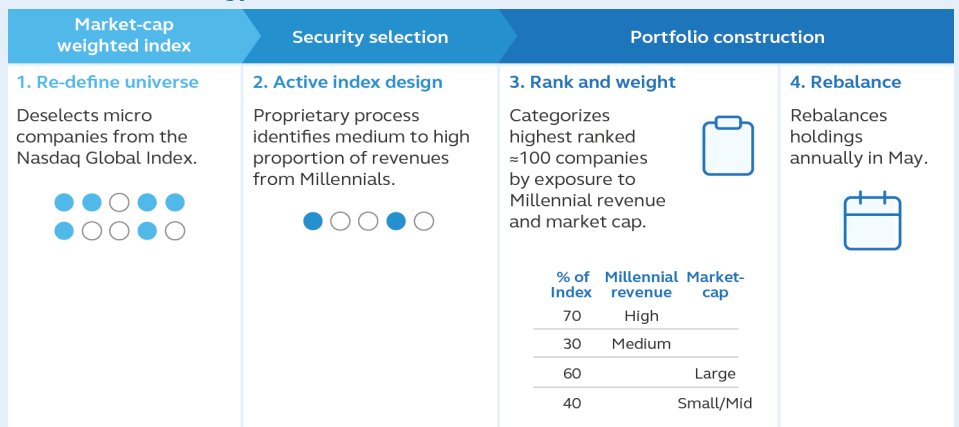 Market-cap
weighted index
Security selection
Portfolio construction
1. Re-define universe
Deselects micro
companies from the
Nasdaq Global Index.
2. Active index design
Proprietary process
identifies medium to high
proportion of revenues
from Millennials.
3. Rank and weight
Categorizes
highest ranked
≈100 companies
by exposure to
Millennial revenue
and market cap.
% of Index Millennial revenue Market-cap
70 High
30 Medium
60 Large
40 Small/Mid
4. Rebalance
Rebalances
holdings
annually in May.